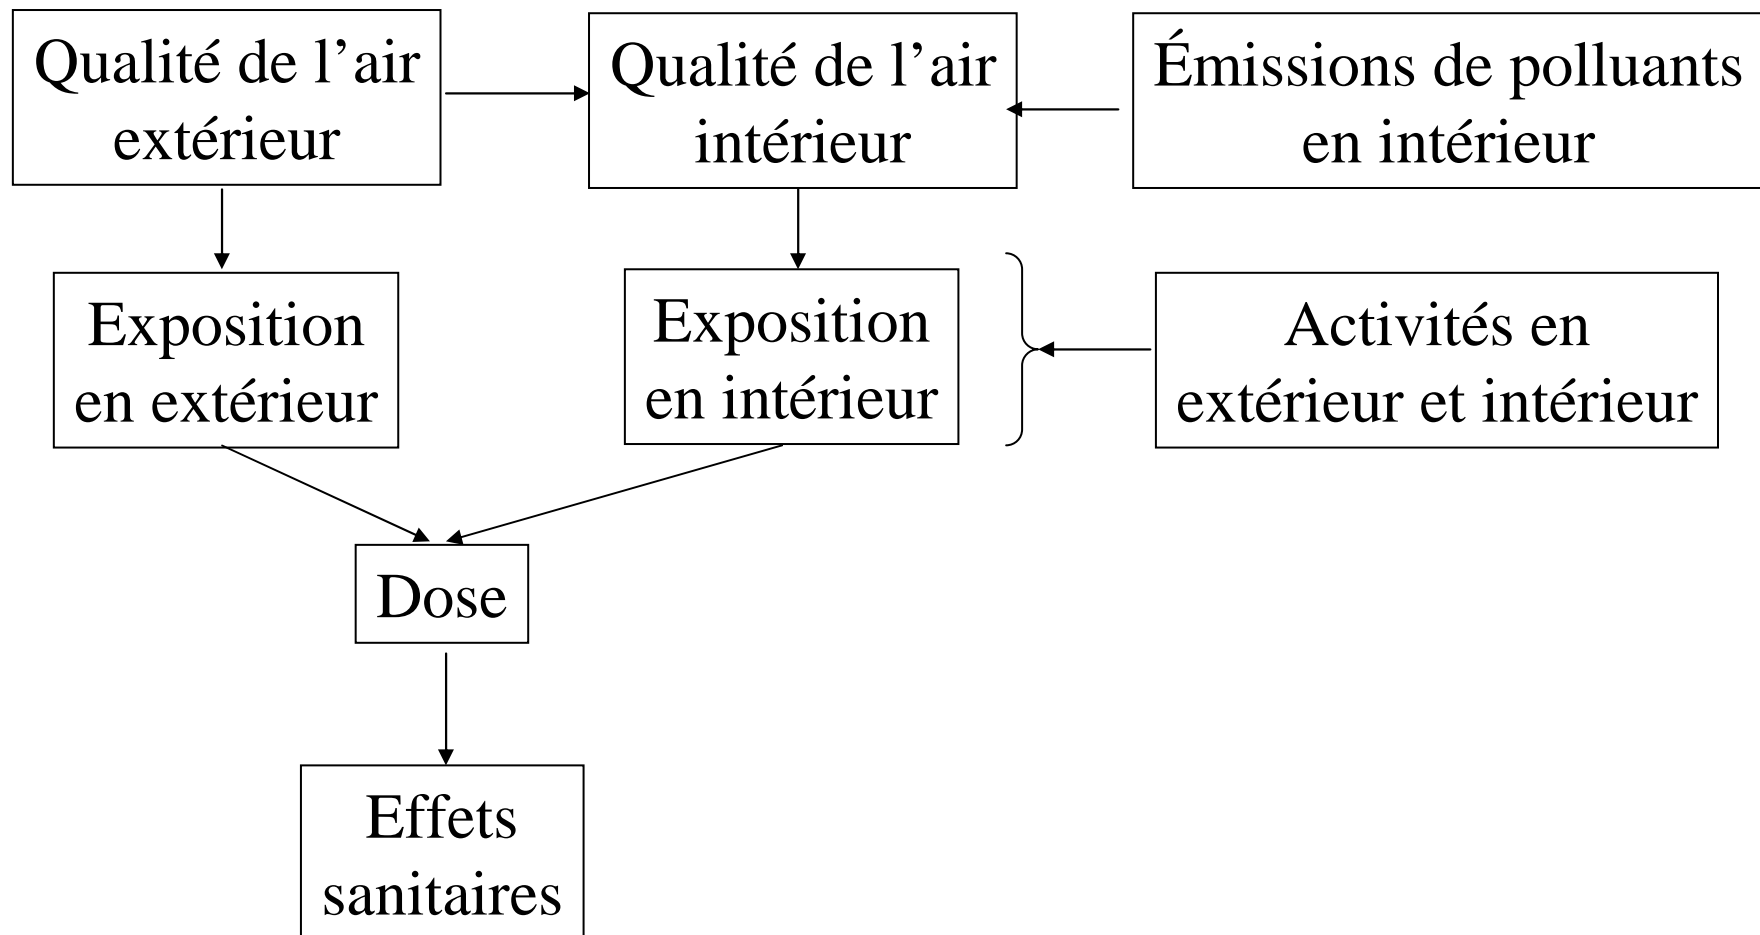 Qualité de l’air
extérieur
Qualité de l’air
intérieur
Émissions de polluants
en intérieur
Exposition
en extérieur
Exposition
en intérieur
Activités en
extérieur et intérieur
Dose
Effets
sanitaires